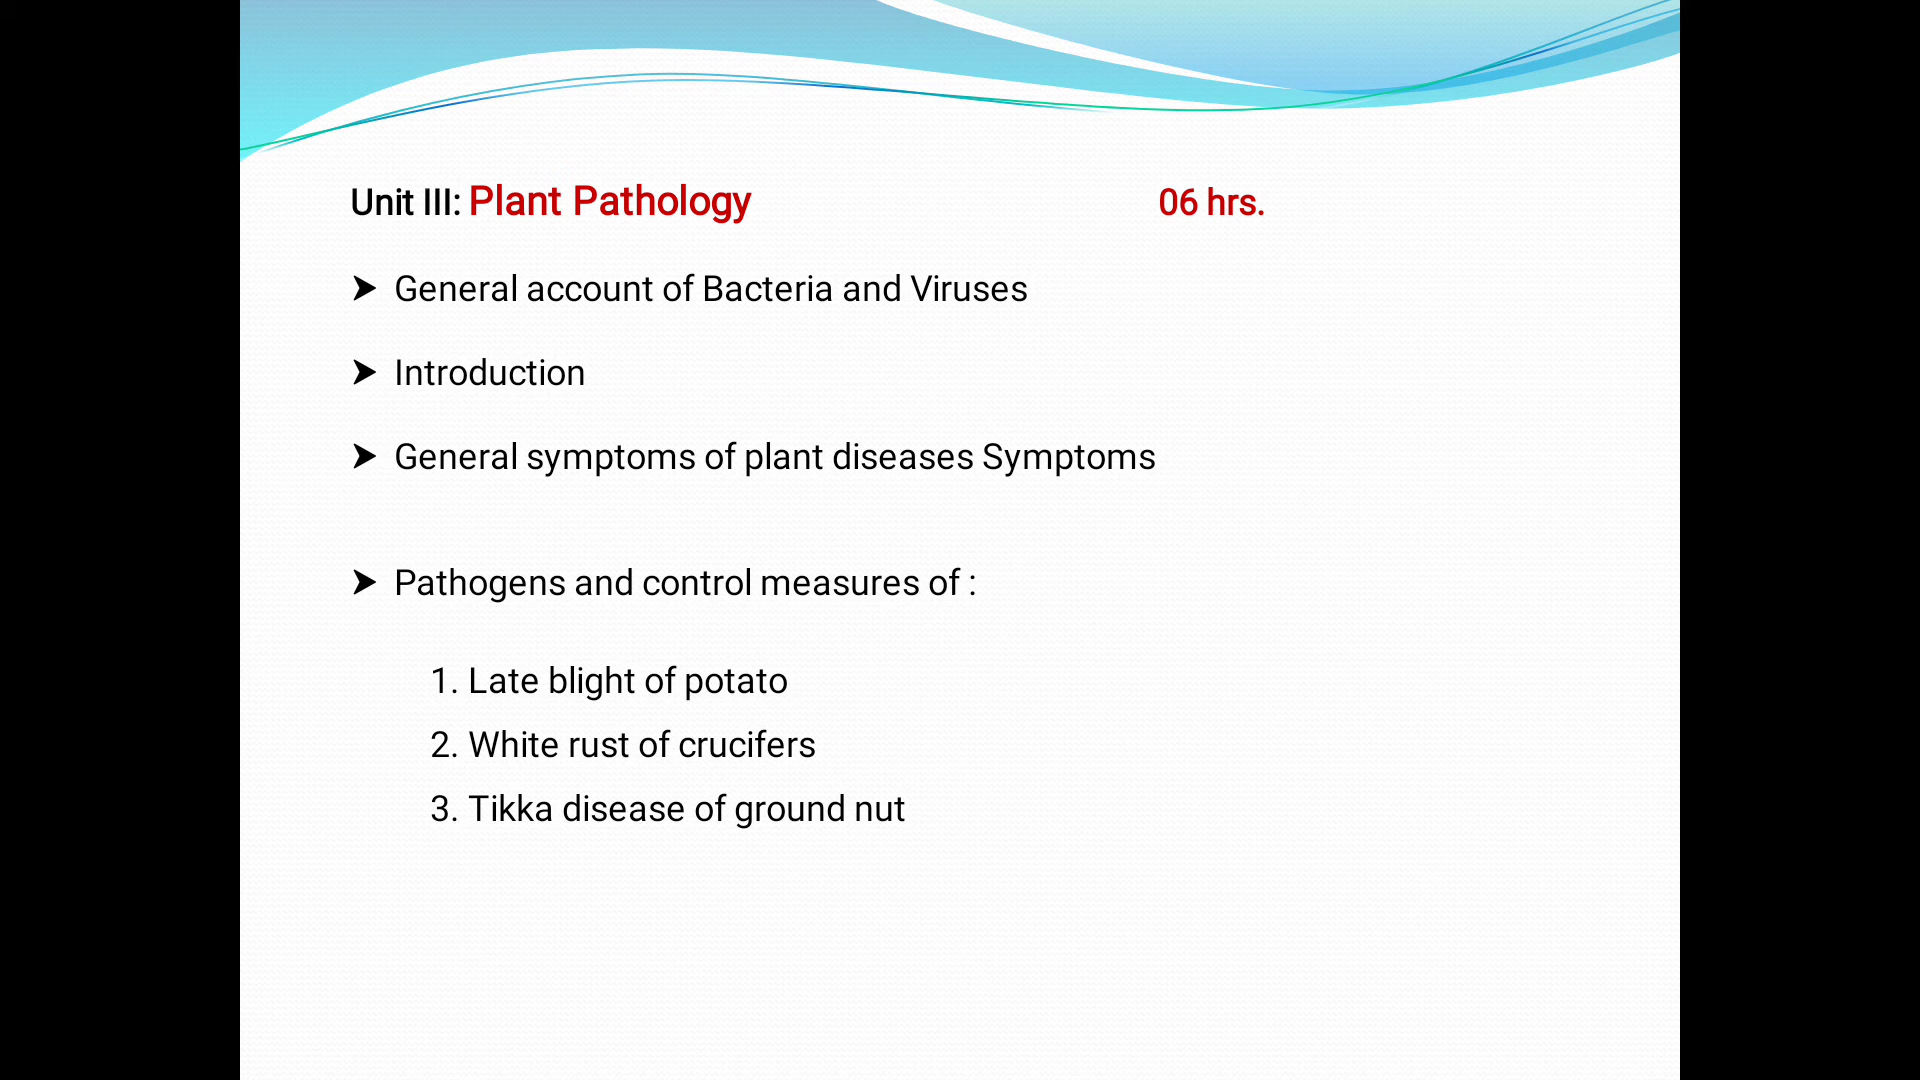 Unit III: Plant Pathology 06 hrs.
➤ General account of Bacteria and Viruses
➤ Introduction
➤ General symptoms of plant diseases Symptoms
➤ Pathogens and control measures of :
1. Late blight of potato
2. White rust of crucifers
3. Tikka disease of ground nut